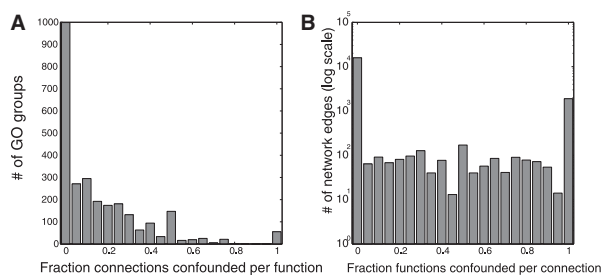 A
# of GO groups
1000
900
800
700
600
500
400
300
200
100
0
0 0.2 0.4 0.6 0.8 1
Fraction connections confounded per function
B
# of network edges (log scale)
10^5
10^4
10^3
10^2
10^1
10^0
0 0.2 0.4 0.6 0.8 1
Fraction functions confounded per connection